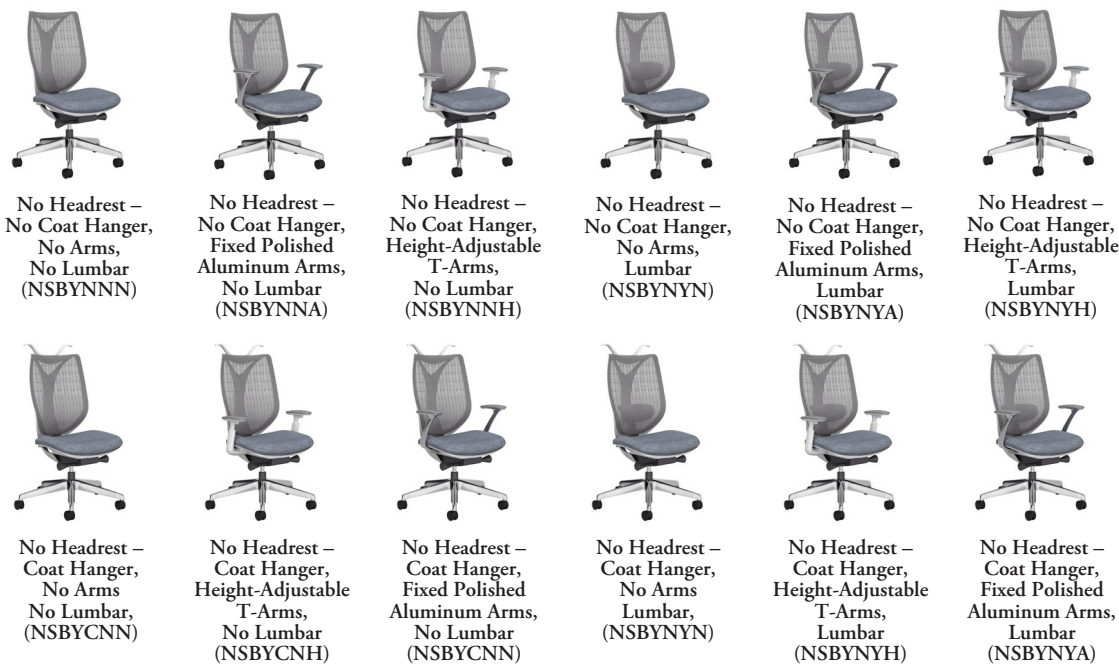 No Headrest –
No Coat Hanger,
No Arms,
No Lumbar
(NSBYNNN)
No Headrest –
No Coat Hanger,
Fixed Polished
Aluminum Arms,
No Lumbar
(NSBYNNA)
No Headrest –
No Coat Hanger,
Height-Adjustable
T-Arms,
No Lumbar
(NSBYNNH)
No Headrest –
No Coat Hanger,
No Arms,
Lumbar
(NSBYNYN)
No Headrest –
No Coat Hanger,
Fixed Polished
Aluminum Arms,
Lumbar
(NSBYNYA)
No Headrest –
No Coat Hanger,
Height-Adjustable
T-Arms,
Lumbar
(NSBYNYH)
No Headrest –
Coat Hanger,
No Arms
No Lumbar,
(NSBYCNN)
No Headrest –
Coat Hanger,
Height-Adjustable
T-Arms,
No Lumbar
(NSBYCNH)
No Headrest –
Coat Hanger,
Fixed Polished
Aluminum Arms,
No Lumbar
(NSBYCNN)
No Headrest –
Coat Hanger,
No Arms
Lumbar,
(NSBYNYN)
No Headrest –
Coat Hanger,
Height-Adjustable
T-Arms,
Lumbar
(NSBYNYH)
No Headrest –
Coat Hanger,
Fixed Polished
Aluminum Arms,
Lumbar
(NSBYNYA)